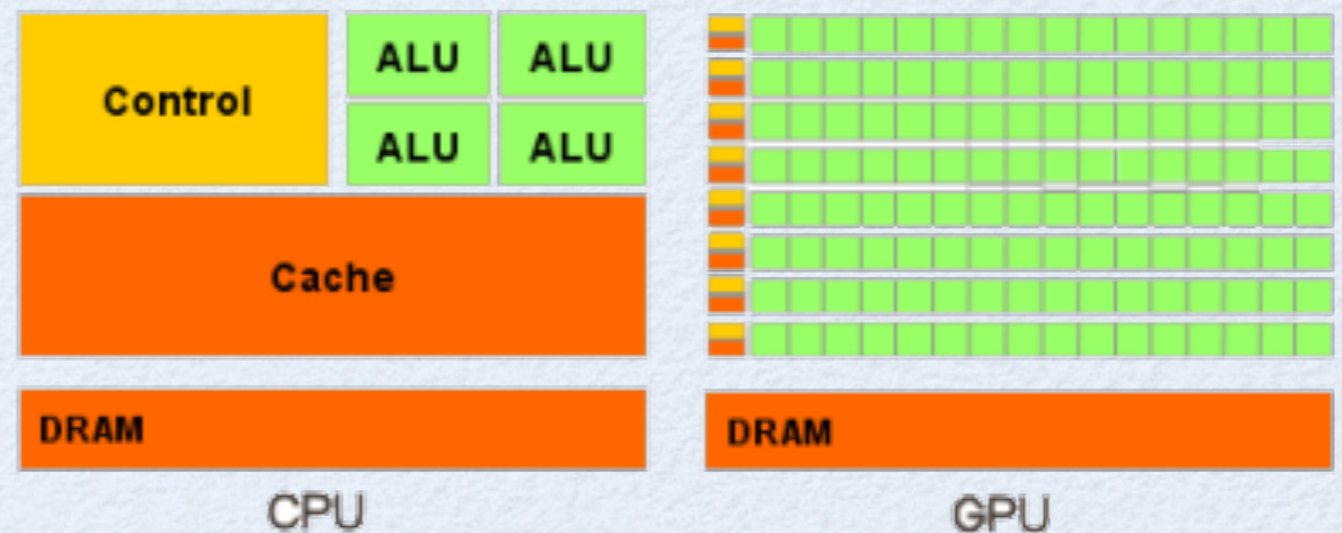 Control
ALU ALU
ALU ALU
Cache
DRAM
CPU
DRAM
GPU